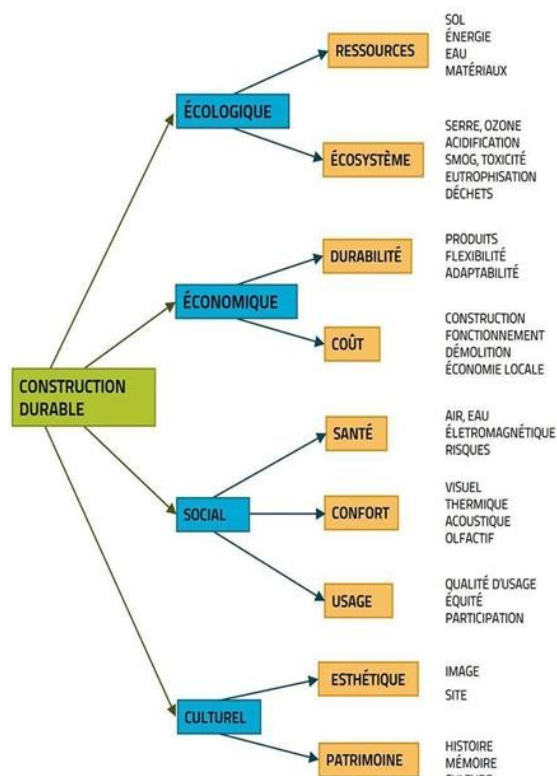 CONSTRUCTION
DURABLE
ÉCOLOGIQUE
RESSOURCES
SOL
ÉNERGIE
EAU
MATÉRIAUX
ÉCOSYSTÈME
SERRE, OZONE
ACIDIFICATION
SMOG, TOXICITÉ
EUTROPHISATION
DÉCHETS
ÉCONOMIQUE
DURABILITÉ
PRODUITS
FLEXIBILITÉ
ADAPTABILITÉ
COÛT
CONSTRUCTION
FONCTIONNEMENT
DÉMOLITION
ÉCONOMIE LOCALE
SOCIAL
SANTÉ
AIR, EAU
ÉLETROMAGNÉTIQUE
RISQUES
CONFORT
VISUEL
THERMIQUE
ACOUSTIQUE
OLFACTIF
USAGE
QUALITÉ D'USAGE
ÉQUITÉ
PARTICIPATION
CULTUREL
ESTHÉTIQUE
IMAGE
SITE
PATRIMOINE
HISTOIRE
MÉMOIRE